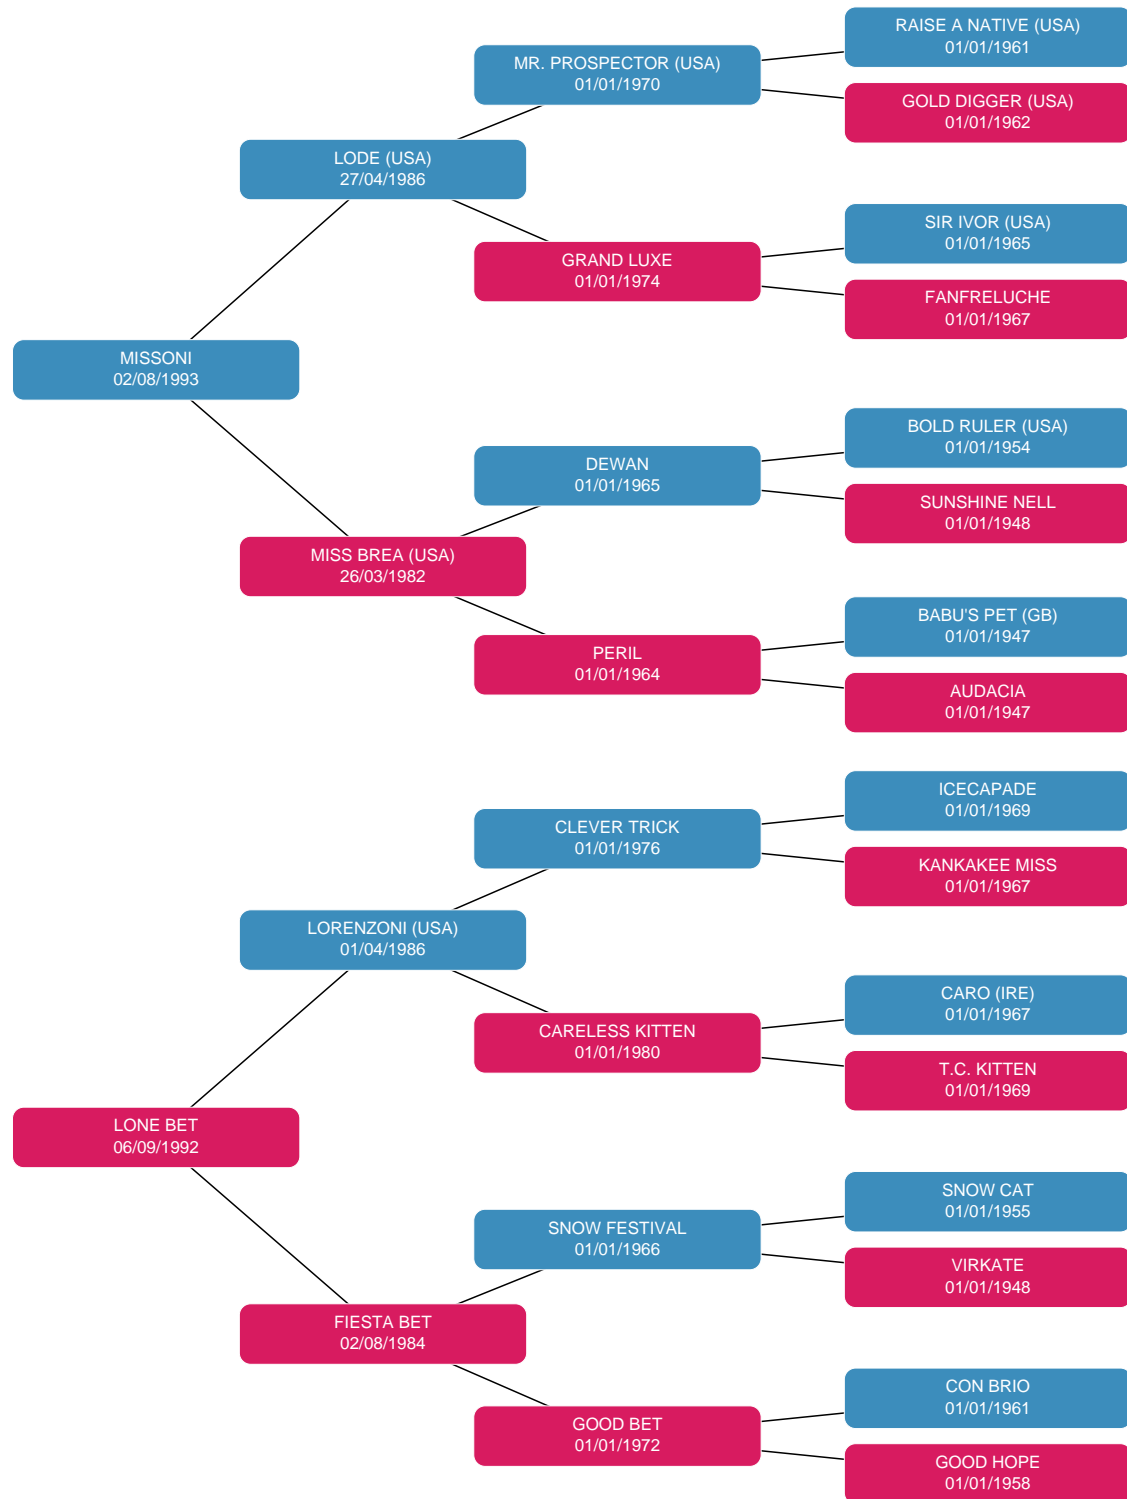 RAISE A NATIVE (USA)
01/01/1961
MR. PROSPECTOR (USA)
01/01/1970
GOLD DIGGER (USA)
01/01/1962
LODE (USA)
27/04/1986
SIR IVOR (USA)
01/01/1965
GRAND LUXE
01/01/1974
FANFRELUCHE
01/01/1967
MISSONI
02/08/1993
BOLD RULER (USA)
01/01/1954
DEWAN
01/01/1965
SUNSHINE NELL
01/01/1948
MISS BREA (USA)
26/03/1982
BABU'S PET (GB)
01/01/1947
PERIL
01/01/1964
AUDACIA
01/01/1947
ICECAPADE
01/01/1969
CLEVER TRICK
01/01/1976
KANKAKEE MISS
01/01/1967
LORENZONI (USA)
01/04/1986
CARO (IRE)
01/01/1967
CARELESS KITTEN
01/01/1980
T.C. KITTEN
01/01/1969
LONE BET
06/09/1992
SNOW CAT
01/01/1955
SNOW FESTIVAL
01/01/1966
VIRKATE
01/01/1948
FIESTA BET
02/08/1984
CON BRIO
01/01/1961
GOOD BET
01/01/1972
GOOD HOPE
01/01/1958